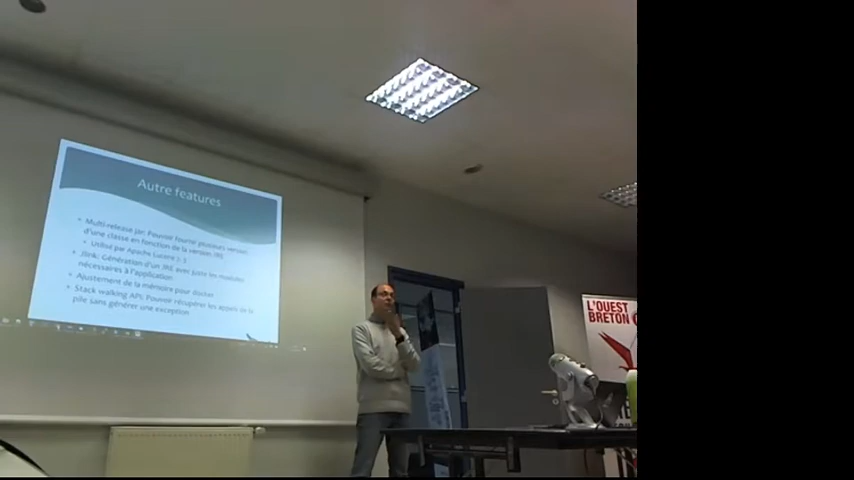 Autre features
Multi-release jar: Pouvoir fournir plusieurs version
d'une classe en fonction de la version JRE
Utilisé par Apache Lucene
Jlink: Génération d'un JRE avec juste les modules
nécessaires à l'application
Ajustement de la mémoire pour docker
Stack walking API: Pouvoir récupérer les appels de la
pile sans générer une exception
L'OUEST
BRETON